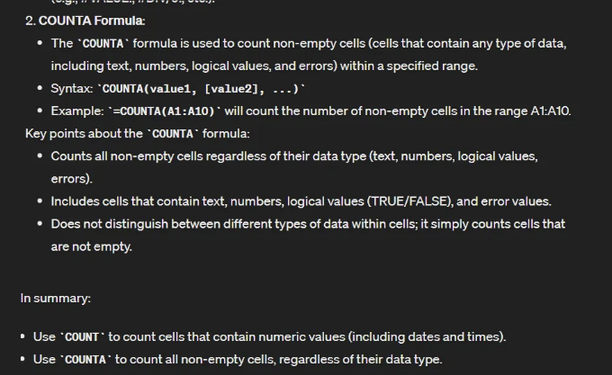 (e.g., #VALUE!, #DIV/0!, etc.).
2. COUNTA Formula:
• The `COUNTA` formula is used to count non-empty cells (cells that contain any type of data,
including text, numbers, logical values, and errors) within a specified range.
• Syntax: `COUNTA(value1, [value2], ...)`
• Example: `=COUNTA(A1:A10)` will count the number of non-empty cells in the range A1:A10.
Key points about the `COUNTA` formula:
• Counts all non-empty cells regardless of their data type (text, numbers, logical values,
errors).
• Includes cells that contain text, numbers, logical values (TRUE/FALSE), and error values.
• Does not distinguish between different types of data within cells; it simply counts cells that
are not empty.
In summary:
• Use `COUNT` to count cells that contain numeric values (including dates and times).
• Use `COUNTA` to count all non-empty cells, regardless of their data type.